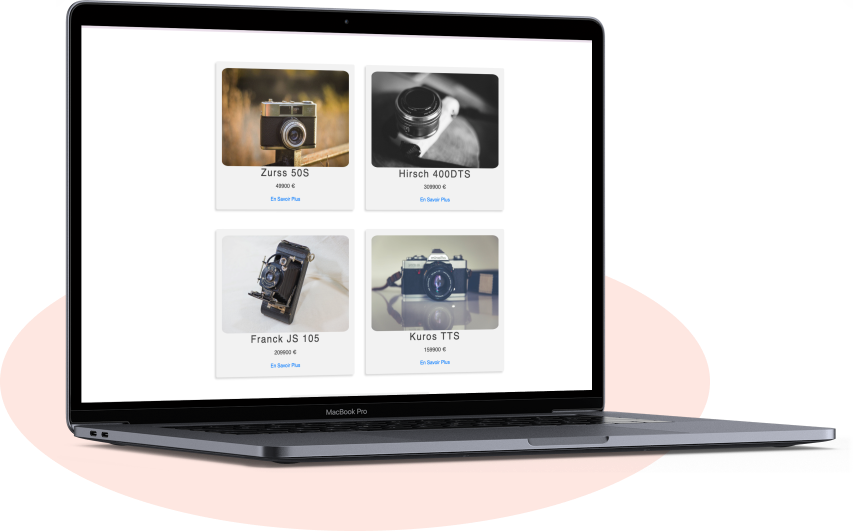 Zurss 50S
49900 €
En Savoir Plus
Hirsch 400DTS
309900 €
En Savoir Plus
Franck JS 105
209900 €
En Savoir Plus
Kuros TTS
159900 €
En Savoir Plus
MacBook Pro